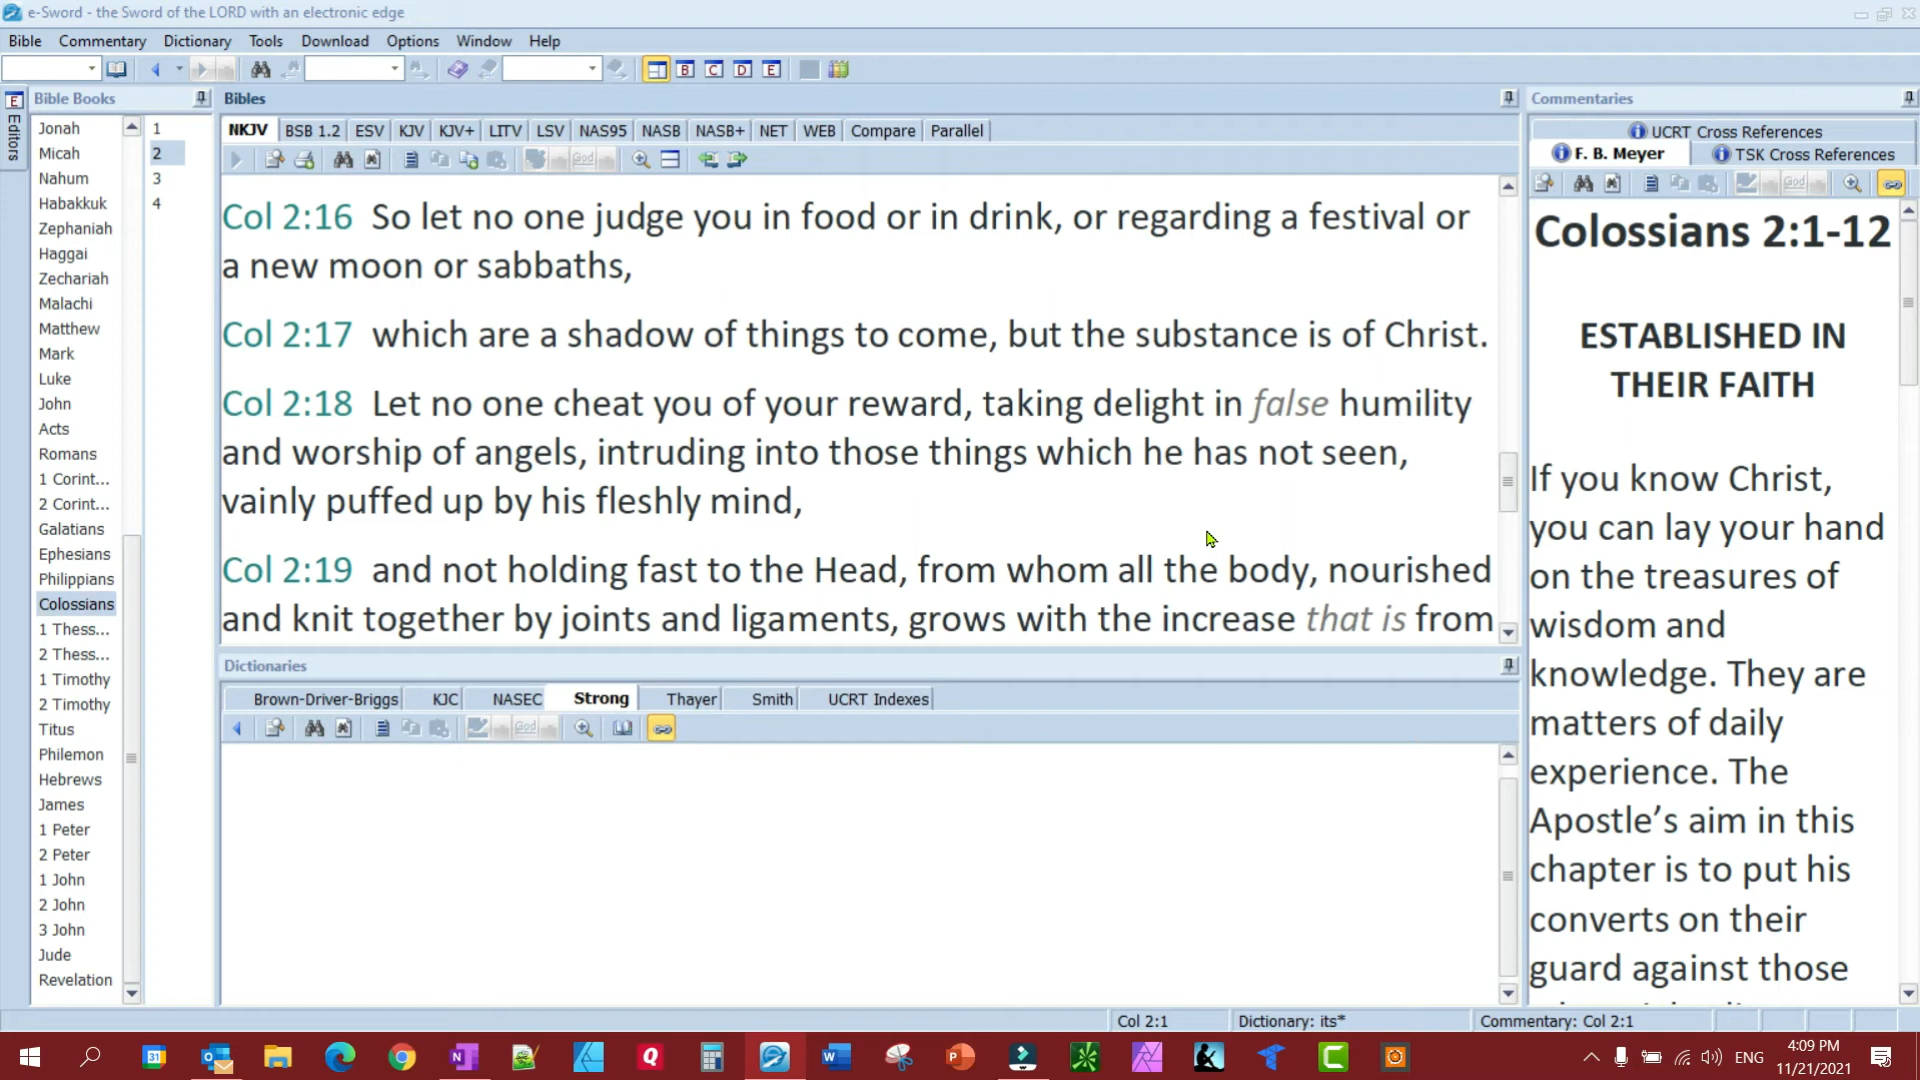 e-Sword - the Sword of the LORD with an electronic edge
Bible Commentary Dictionary Tools Download Options Window Help
B C D E
E Editors
Bible Books
Jonah
Micah
Nahum
Habakkuk
Zephaniah
Haggai
Zechariah
Malachi
Matthew
Mark
Luke
John
Acts
Romans
1 Corint...
2 Corint...
Galatians
Ephesians
Philippians
Colossians
1 Thess...
2 Thess...
1 Timothy
2 Timothy
Titus
Philemon
Hebrews
James
1 Peter
2 Peter
1 John
2 John
3 John
Jude
Revelation
1
2
3
4
Bibles
NKJV BSB 1.2 ESV KJV KJV+ LITV LSV NAS95 NASB NASB+ NET WEB Compare Parallel
God
Col 2:16 So let no one judge you in food or in drink, or regarding a festival or
a new moon or sabbaths,
Col 2:17 which are a shadow of things to come, but the substance is of Christ.
Col 2:18 Let no one cheat you of your reward, taking delight in false humility
and worship of angels, intruding into those things which he has not seen,
vainly puffed up by his fleshly mind,
Col 2:19 and not holding fast to the Head, from whom all the body, nourished
and knit together by joints and ligaments, grows with the increase that is from
Dictionaries
Brown-Driver-Briggs KJC NASEC Strong Thayer Smith UCRT Indexes
God
Commentaries
UCRT Cross References
F. B. Meyer TSK Cross References
God
Colossians 2:1-12
ESTABLISHED IN
THEIR FAITH
If you know Christ,
you can lay your hand
on the treasures of
wisdom and
knowledge. They are
matters of daily
experience. The
Apostle’s aim in this
chapter is to put his
converts on their
guard against those
Col 2:1 Dictionary: its* Commentary: Col 2:1
31 N Q W P C ENG
4:09 PM
11/21/2021